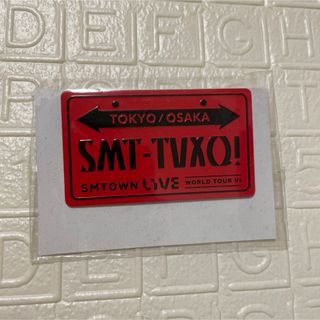 TOKYO/OSAKA
SMT-TVXQ!
SMTOWN LIVE WORLD TOUR VI